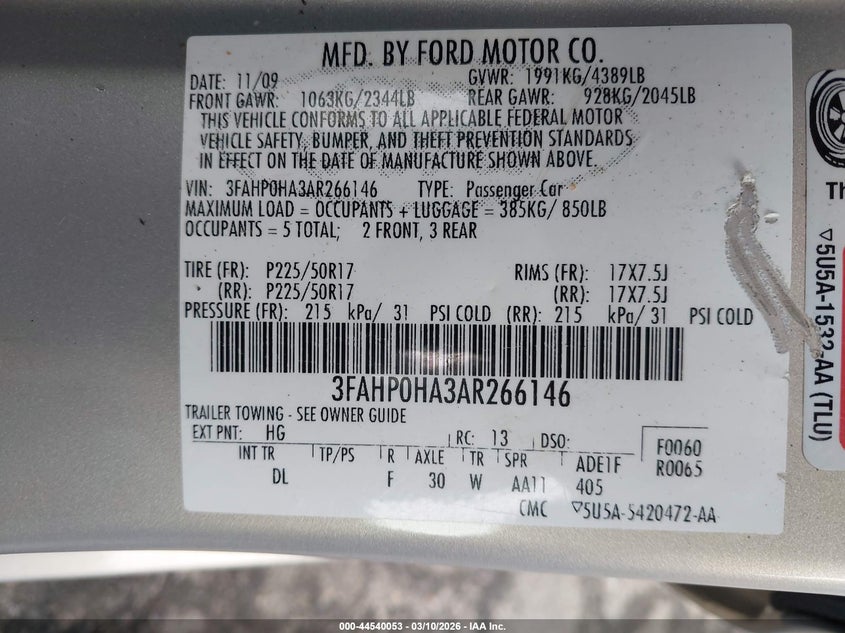 MFD. BY FORD MOTOR CO.
DATE: 11/09 GVWR: 1991KG/4389LB
FRONT GAWR: 1063KG/2344LB REAR GAWR: 928KG/2045LB
THIS VEHICLE CONFORMS TO ALL APPLICABLE FEDERAL MOTOR
VEHICLE SAFETY, BUMPER, AND THEFT PREVENTION STANDARDS
IN EFFECT ON THE DATE OF MANUFACTURE SHOWN ABOVE.
VIN: 3FAHP0HA3AR266146 TYPE: Passenger Car
MAXIMUM LOAD = OCCUPANTS + LUGGAGE = 385KG/ 850LB
OCCUPANTS = 5 TOTAL; 2 FRONT, 3 REAR
TIRE (FR): P225/50R17 RIMS (FR): 17X7.5J
(RR): P225/50R17 (RR): 17X7.5J
PRESSURE (FR): 215 kPa/ 31 PSI COLD (RR): 215 kPa/ 31 PSI COLD
3FAHP0HA3AR266146
TRAILER TOWING - SEE OWNER GUIDE
EXT PNT: HG RC: 13 DSO: F0060
R0065
INT TR TP/PS R AXLE TR SPR ADE1F
DL F 30 W AA11 405
CMC ▽5U5A-5420472-AA
Th
▽5U5A-1532-AA (TLU)
000-44540053 - 03/10/2026 - IAA Inc.